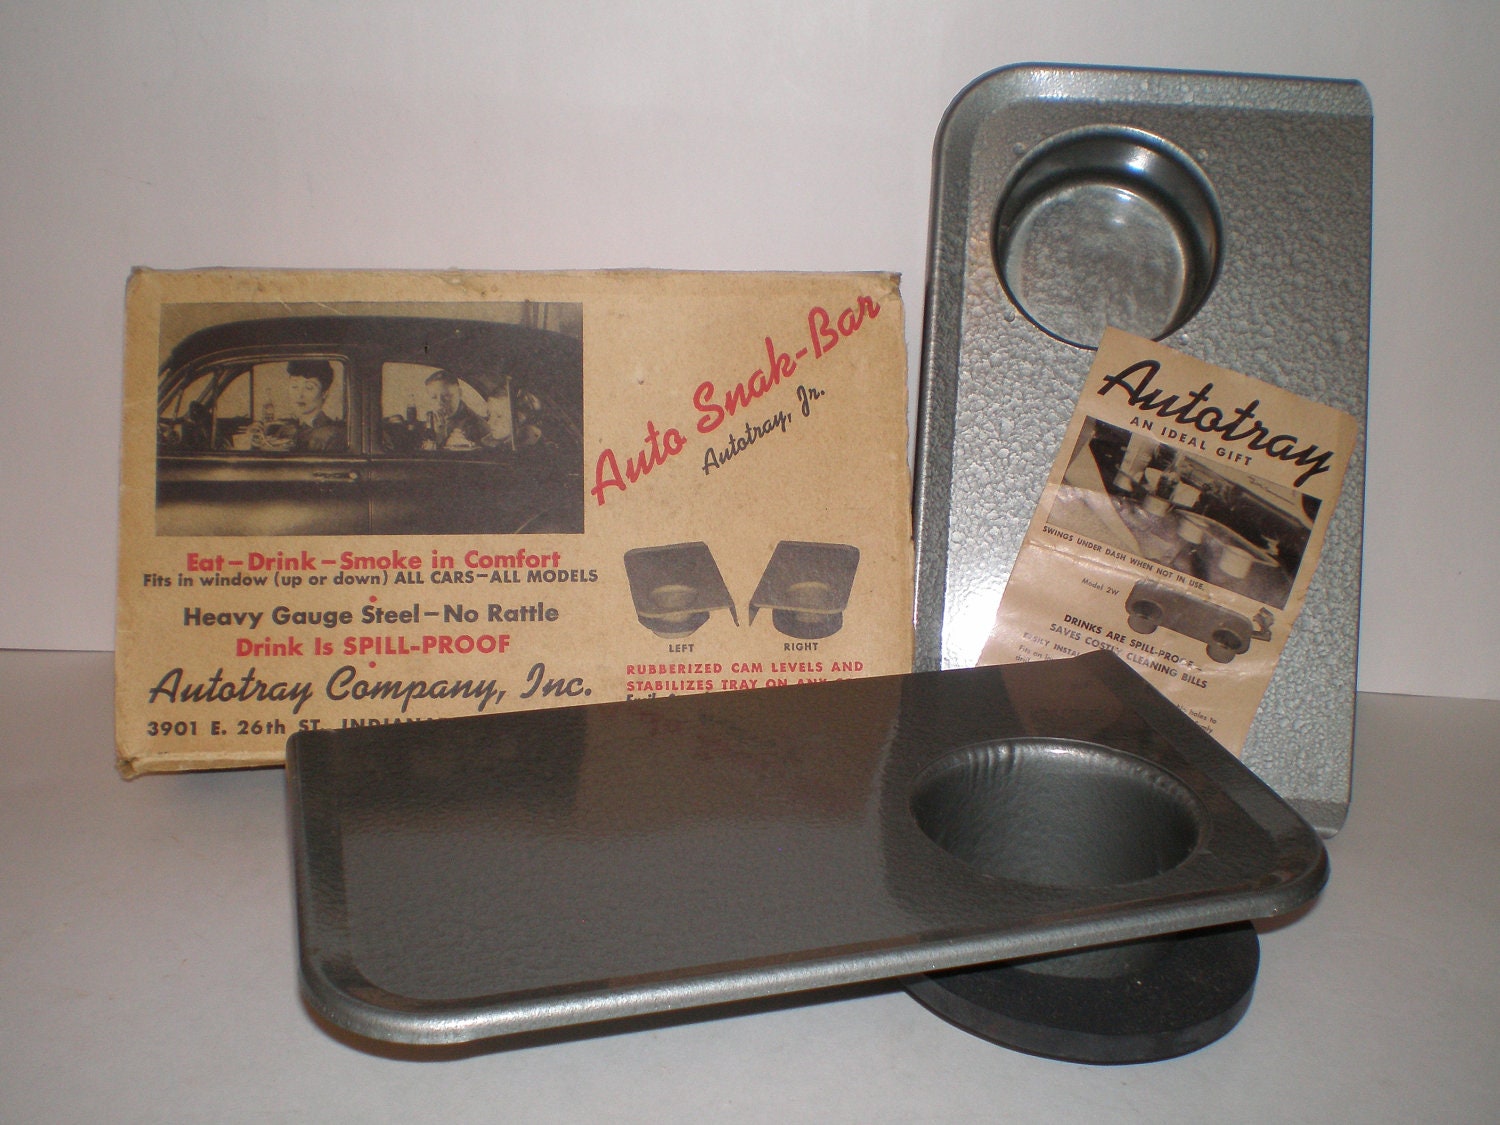 Auto Snak-Bar
Autotray, Jr.
Eat–Drink–Smoke in Comfort
Fits in window (up or down) ALL CARS–ALL MODELS
Heavy Gauge Steel–No Rattle
Drink Is SPILL-PROOF
Autotray Company, Inc.
3901 E. 26th ST.
LEFT
RIGHT
RUBBERIZED CAM LEVELS AND
STABILIZES TRAY ON
Autotray
AN IDEAL GIFT
SWINGS UNDER DASH WHEN NOT IN USE.
Model 2W
DRINKS ARE SPILL-PROOF
SAVES COSTLY CLEANING BILLS
holes to